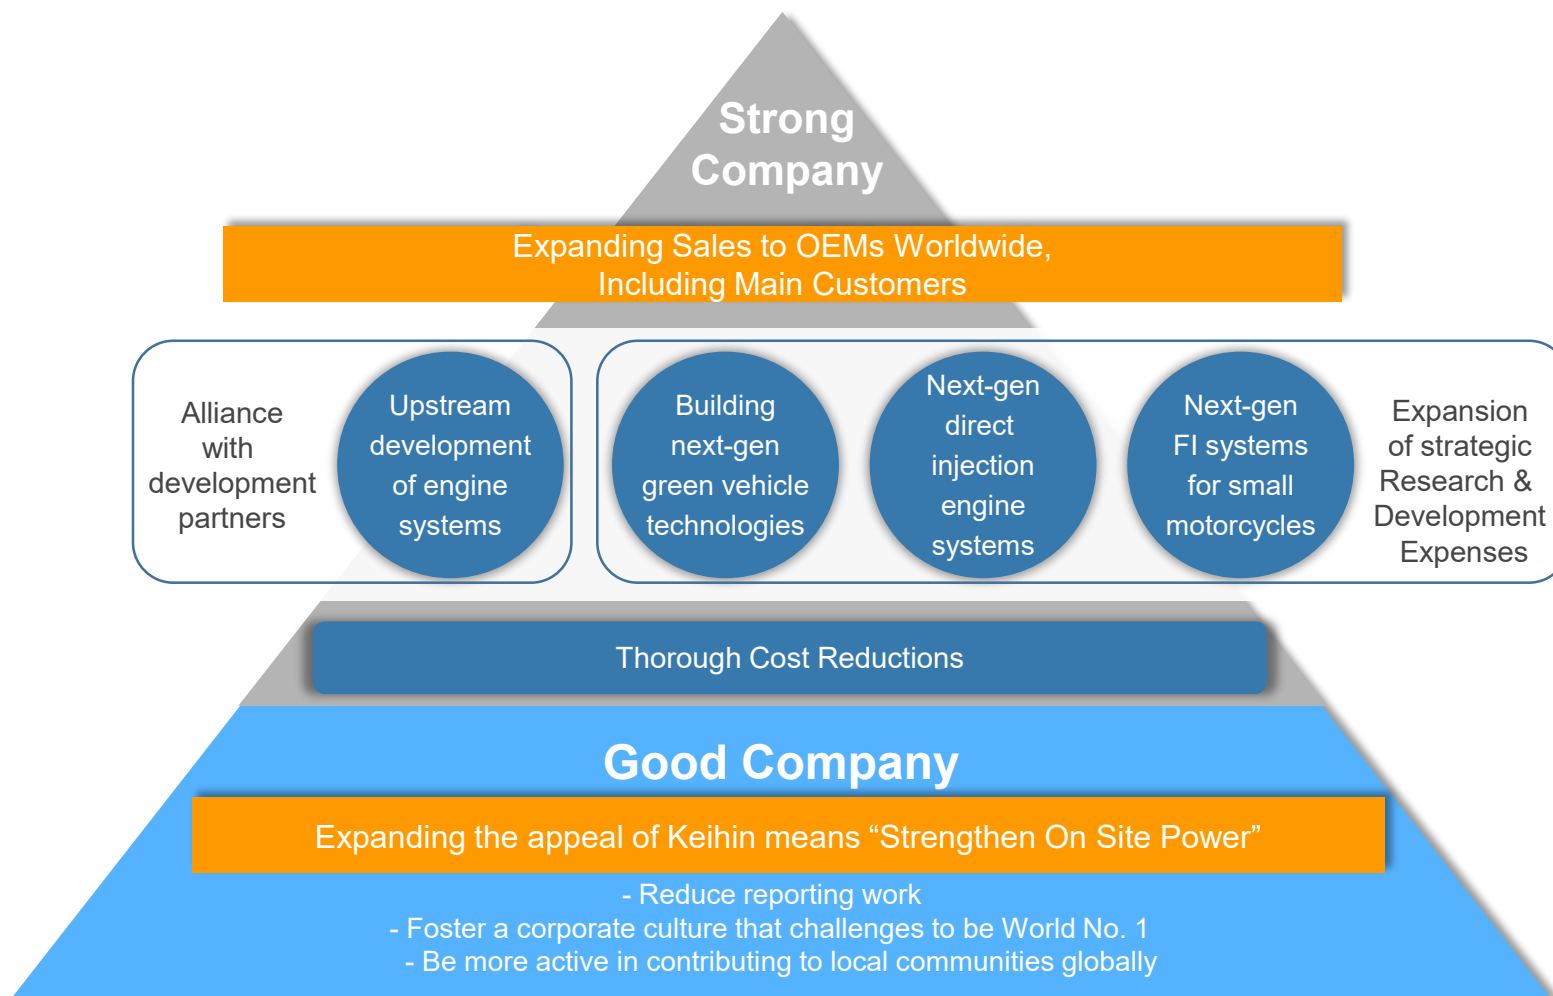 Strong
Company
Expanding Sales to OEMs Worldwide,
Including Main Customers
Alliance
with
development
partners
Upstream
development
of engine
systems
Building
next-gen
green vehicle
technologies
Next-gen
direct
injection
engine
systems
Next-gen
FI systems
for small
motorcycles
Expansion
of strategic
Research &
Development
Expenses
Thorough Cost Reductions
Good Company
Expanding the appeal of Keihin means “Strengthen On Site Power”
- Reduce reporting work
- Foster a corporate culture that challenges to be World No. 1
- Be more active in contributing to local communities globally